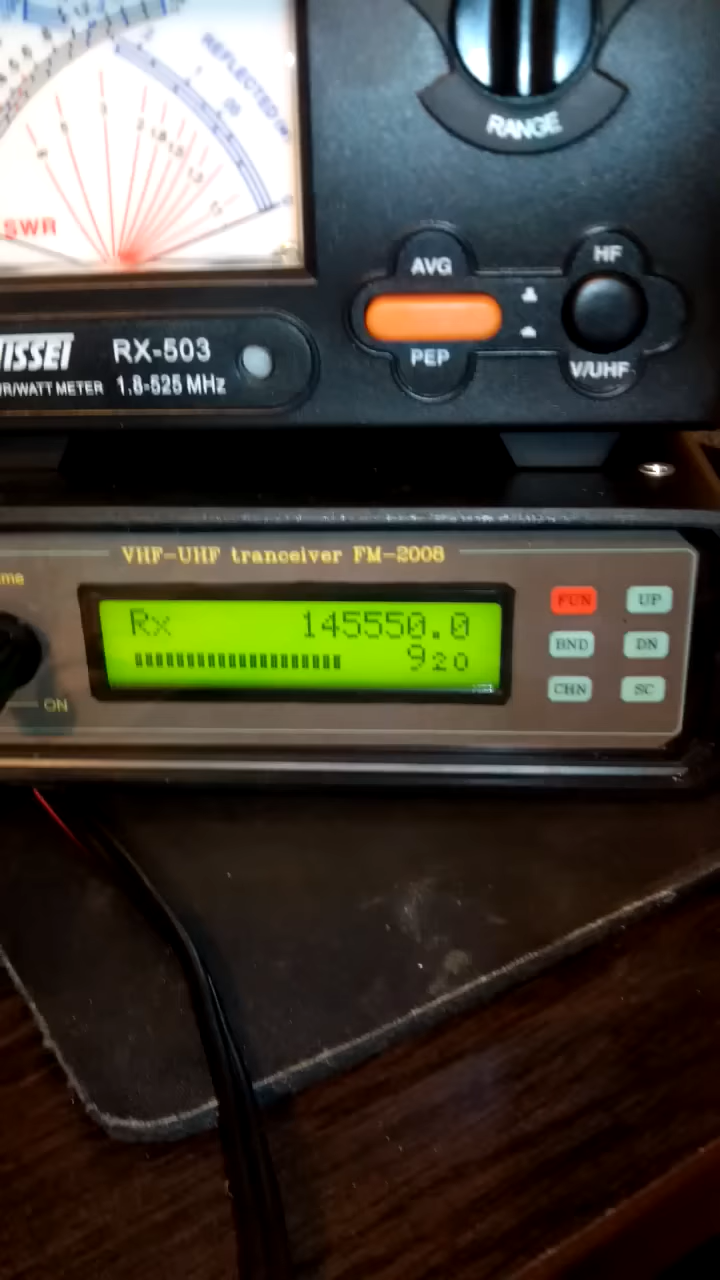 REFLECTED
SWR
RANGE
AVG
HF
PEP
V/UHF
NISSEI RX-503
WATT METER 1.8-525 MHz
VHF-UHF tranceiver FM-2008
FUN UP
Rx 145550.0
BND DN
920
CHN SC
ON